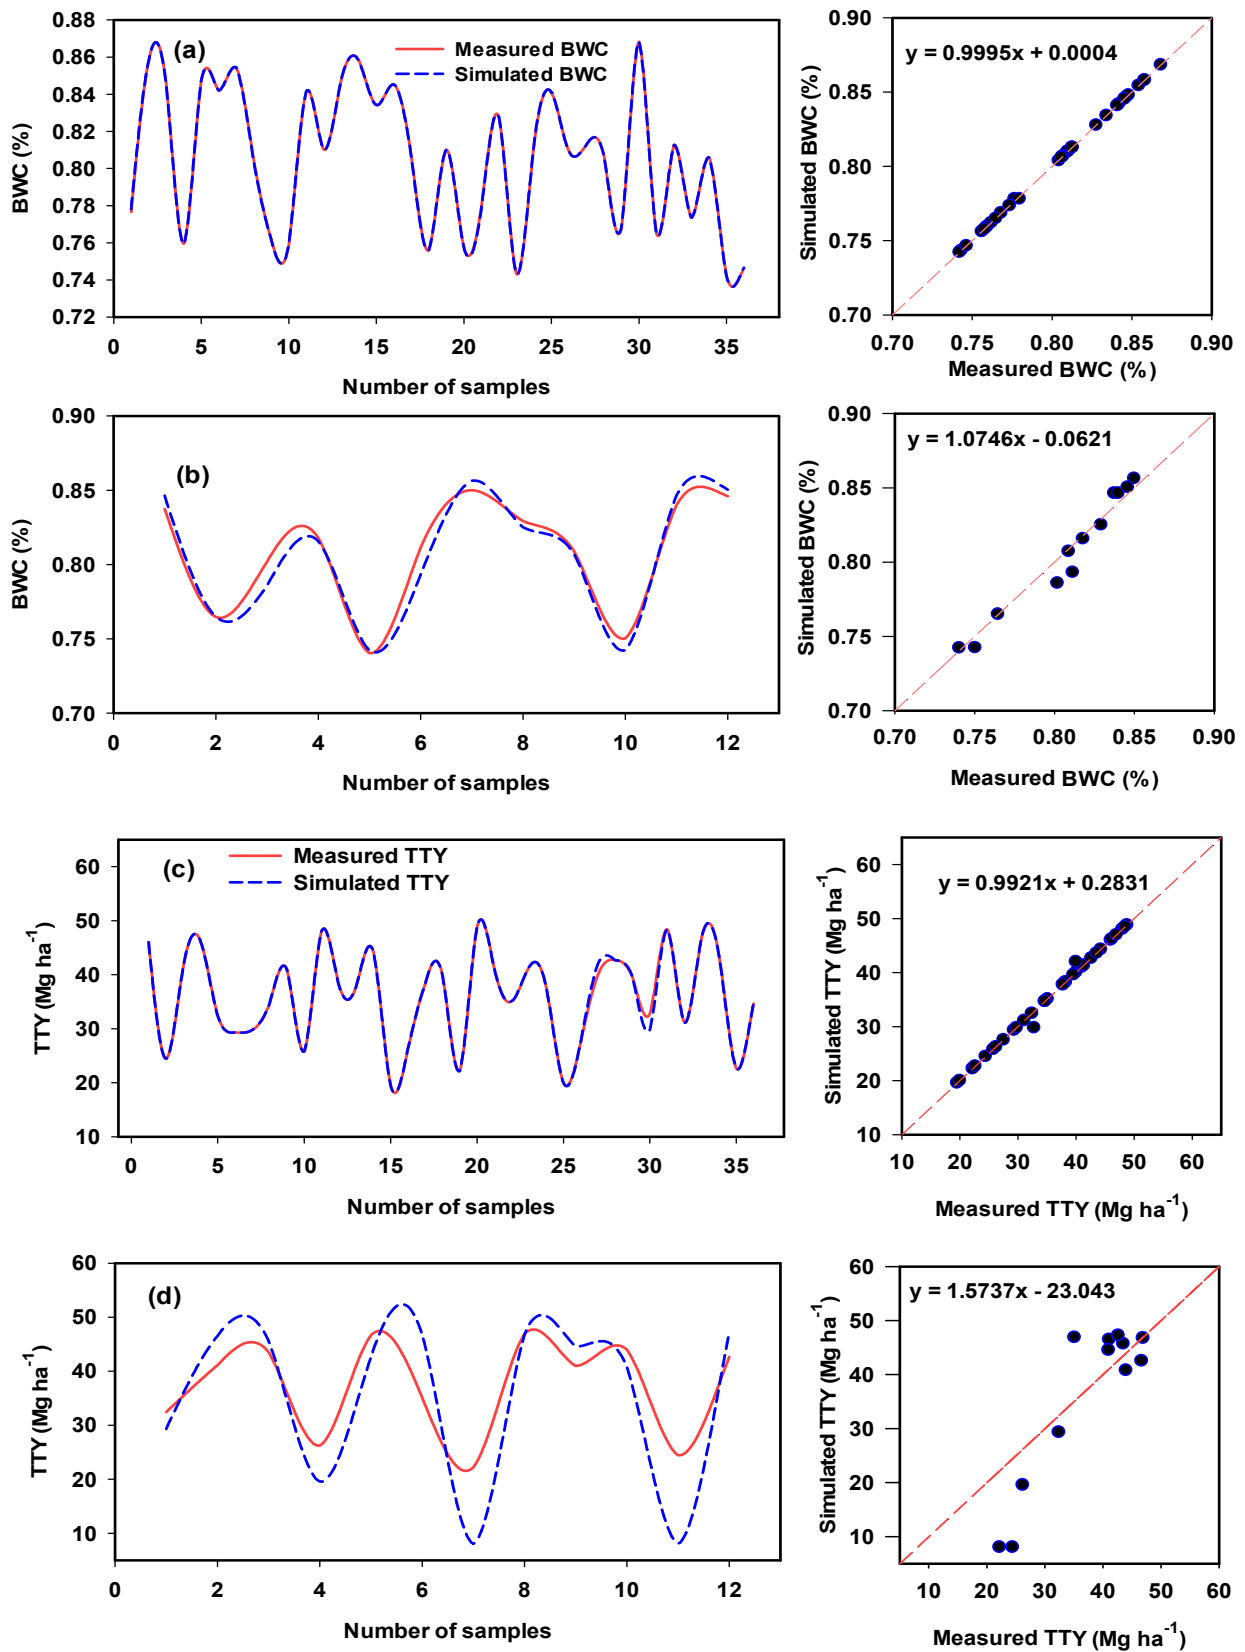 (a)
Measured BWC
Simulated BWC
BWC (%)
0.88
0.86
0.84
0.82
0.80
0.78
0.76
0.74
0.72
0 5 10 15 20 25 30 35
Number of samples
y = 0.9995x + 0.0004
Simulated BWC (%)
0.90
0.85
0.80
0.75
0.70
0.70 0.75 0.80 0.85 0.90
Measured BWC (%)
(b)
BWC (%)
0.90
0.85
0.80
0.75
0.70
0 2 4 6 8 10 12
Number of samples
y = 1.0746x - 0.0621
Simulated BWC (%)
0.90
0.85
0.80
0.75
0.70
0.70 0.75 0.80 0.85 0.90
Measured BWC (%)
(c)
Measured TTY
Simulated TTY
TTY (Mg ha⁻¹)
60
50
40
30
20
10
0 5 10 15 20 25 30 35
Number of samples
y = 0.9921x + 0.2831
Simulated TTY (Mg ha⁻¹)
60
50
40
30
20
10
10 20 30 40 50 60
Measured TTY (Mg ha⁻¹)
(d)
TTY (Mg ha⁻¹)
60
50
40
30
20
10
0 2 4 6 8 10 12
Number of samples
y = 1.5737x - 23.043
Simulated TTY (Mg ha⁻¹)
60
50
40
30
20
10
10 20 30 40 50 60
Measured TTY (Mg ha⁻¹)